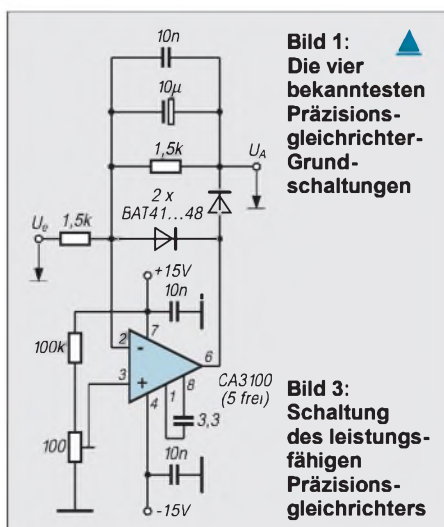 10n
10µ
1,5k
U_A
2 x
BAT41...48
U_e
1,5k
+15V
10n
100k
2
7
-
6
3
+
8
1
4
CA3100
(5 frei)
3,3
100
10n
-15V
Bild 1:
Die vier
bekanntesten
Präzisions-
gleichrichter-
Grund-
schaltungen
Bild 3:
Schaltung
des leistungs-
fähigen
Präzisions-
gleichrichters